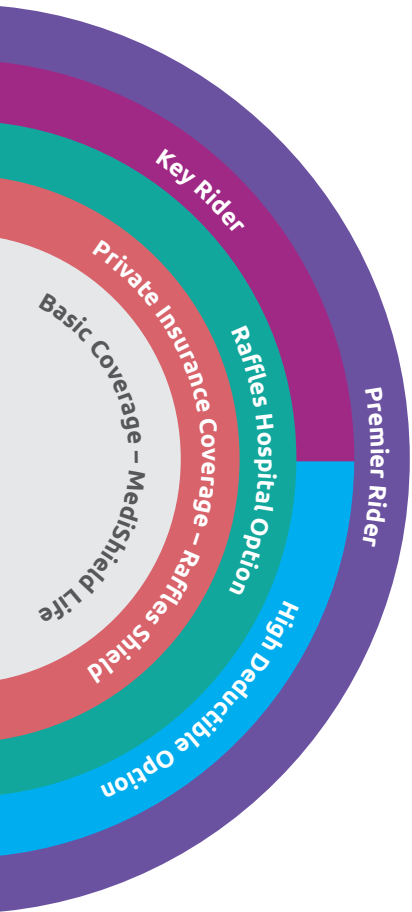 Key Rider
Private Insurance Coverage – Raffles Shield
Basic Coverage – MediShield Life
Raffles Hospital Option
Premier Rider
High Deductible Option